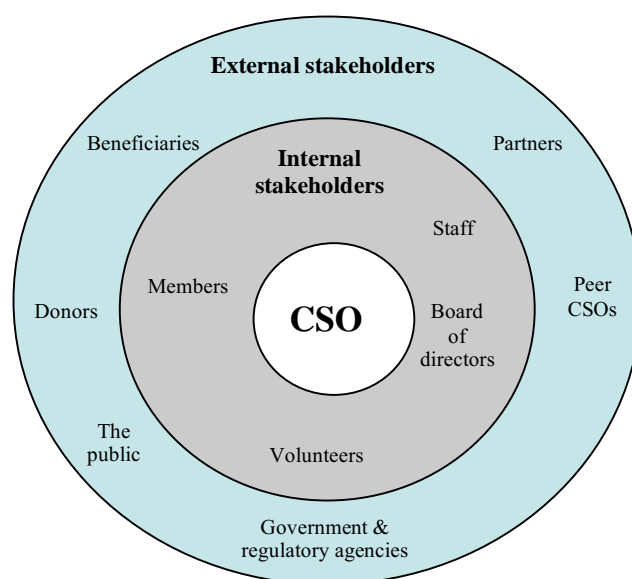 External stakeholders
Beneficiaries
Partners
Internal
stakeholders
Staff
Members
Donors
CSO
Board
of
directors
Peer
CSOs
The
public
Volunteers
Government &
regulatory agencies